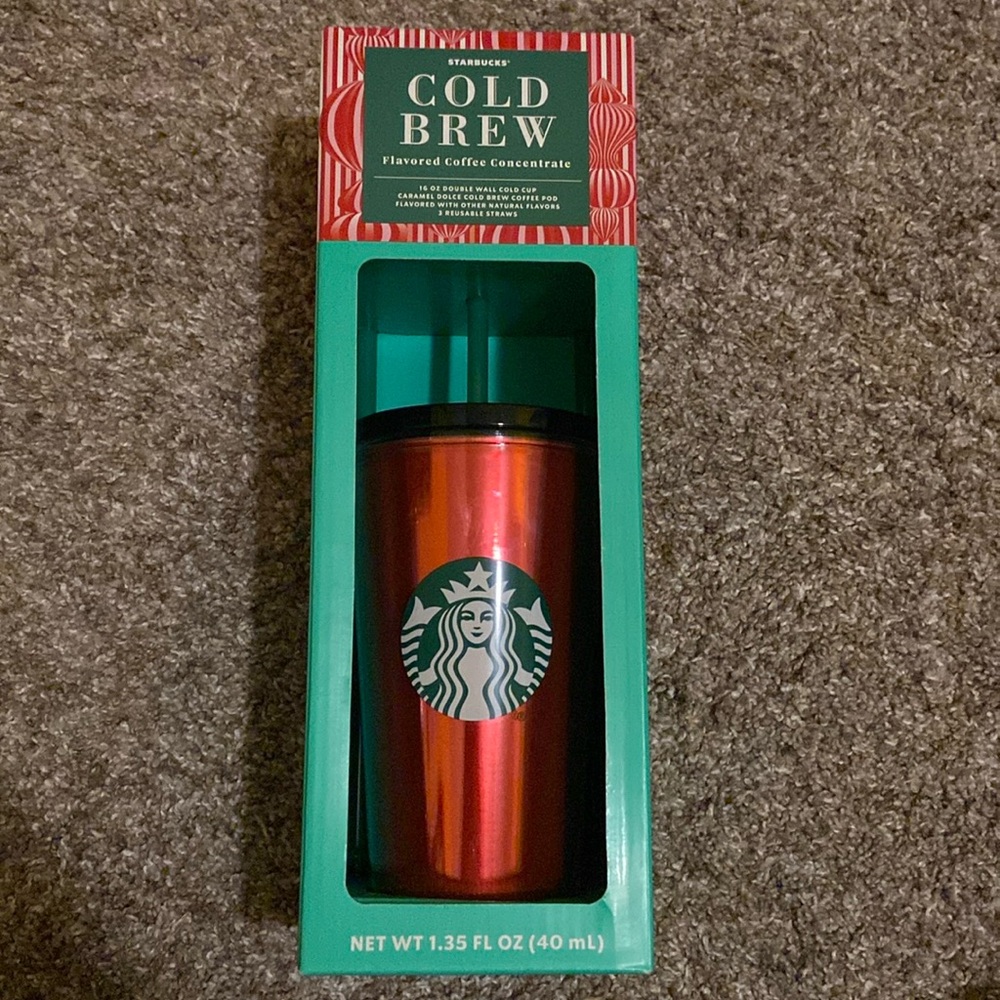 STARBUCKS®
COLD
BREW
Flavored Coffee Concentrate
16 OZ DOUBLE WALL COLD CUP
CARAMEL DOLCE COLD BREW COFFEE POD
FLAVORED WITH OTHER NATURAL FLAVORS
3 REUSABLE STRAWS
NET WT 1.35 FL OZ (40 mL)